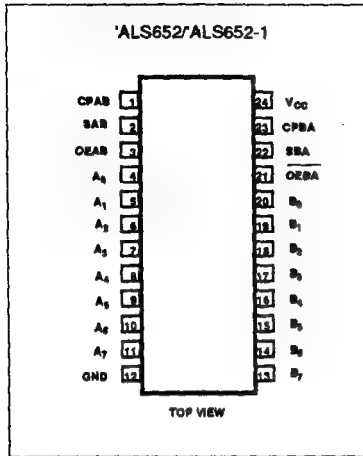 'ALS652/'ALS652-1
CPAB 1 24 VCC
SAB 2 23 CPBA
OEAB 3 22 SBA
A0 4 21 OEBA
A1 5 20 B0
A2 6 19 B1
A3 7 18 B2
A4 8 17 B3
A5 9 16 B4
A6 10 15 B5
A7 11 14 B6
GND 12 13 B7
TOP VIEW